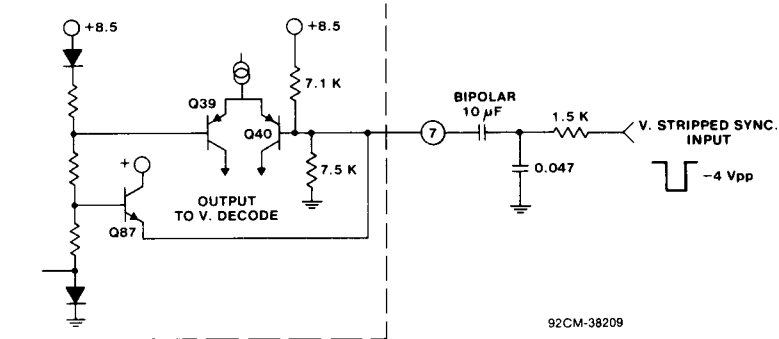 +8.5
+8.5
7.1 K
Q39
Q40
BIPOLAR
10 µF
1.5 K
V. STRIPPED SYNC.
INPUT
7
+
7.5 K
0.047
-4 Vpp
OUTPUT
TO V. DECODE
Q87
92CM-38209